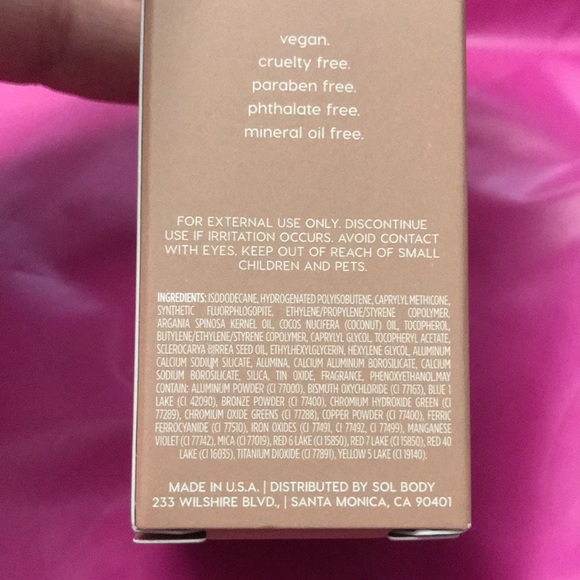 vegan.
cruelty free.
paraben free.
phthalate free.
mineral oil free.
FOR EXTERNAL USE ONLY. DISCONTINUE
USE IF IRRITATION OCCURS. AVOID CONTACT
WITH EYES. KEEP OUT OF REACH OF SMALL
CHILDREN AND PETS.
INGREDIENTS: ISODODECANE, HYDROGENATED POLYISOBUTENE, CAPRYLYL METHICONE,
SYNTHETIC FLUORPHLOGOPITE, ETHYLENE/PROPYLENE/STYRENE COPOLYMER,
ARGANIA SPINOSA KERNEL OIL, COCOS NUCIFERA (COCONUT) OIL, TOCOPHEROL,
BUTYLENE/ETHYLENE/STYRENE COPOLYMER, CAPRYLYL GLYCOL, TOCOPHERYL ACETATE,
SCLEROCARYA BIRREA SEED OIL, ETHYLHEXYLGLYCERIN, HEXYLENE GLYCOL, ALUMINUM
CALCIUM SODIUM SILICATE, ALUMINA, CALCIUM ALUMINUM BOROSILICATE, CALCIUM
SODIUM BOROSILICATE, SILICA, TIN OXIDE, FRAGRANCE, PHENOXYETHANOL.MAY
CONTAIN: ALUMINUM POWDER (CI 77000), BISMUTH OXYCHLORIDE (CI 77163), BLUE 1
LAKE (CI 42090), BRONZE POWDER (CI 77400), CHROMIUM HYDROXIDE GREEN (CI
77289), CHROMIUM OXIDE GREENS (CI 77288), COPPER POWDER (CI 77400), FERRIC
FERROCYANIDE (CI 77510), IRON OXIDES (CI 77491, CI 77492, CI 77499), MANGANESE
VIOLET (CI 77742), MICA (CI 77019), RED 6 LAKE (CI 15850), RED 7 LAKE (CI 15850), RED 40
LAKE (CI 16035), TITANIUM DIOXIDE (CI 77891), YELLOW 5 LAKE (CI 19140).
MADE IN U.S.A. | DISTRIBUTED BY SOL BODY
233 WILSHIRE BLVD., | SANTA MONICA, CA 90401